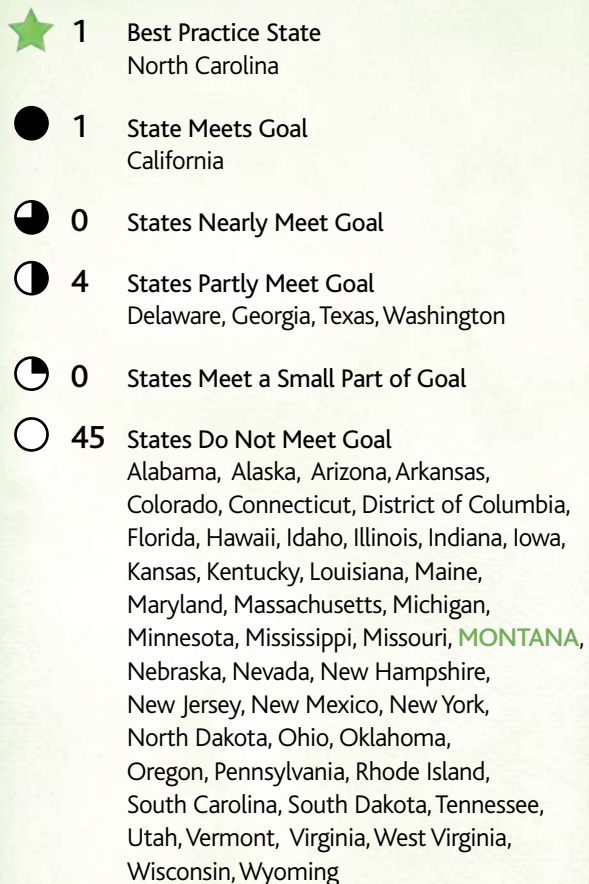 1 Best Practice State
North Carolina
1 State Meets Goal
California
0 States Nearly Meet Goal
4 States Partly Meet Goal
Delaware, Georgia, Texas, Washington
0 States Meet a Small Part of Goal
45 States Do Not Meet Goal
Alabama, Alaska, Arizona, Arkansas,
Colorado, Connecticut, District of Columbia,
Florida, Hawaii, Idaho, Illinois, Indiana, Iowa,
Kansas, Kentucky, Louisiana, Maine,
Maryland, Massachusetts, Michigan,
Minnesota, Mississippi, Missouri, MONTANA,
Nebraska, Nevada, New Hampshire,
New Jersey, New Mexico, New York,
North Dakota, Ohio, Oklahoma,
Oregon, Pennsylvania, Rhode Island,
South Carolina, South Dakota, Tennessee,
Utah, Vermont, Virginia, West Virginia,
Wisconsin, Wyoming